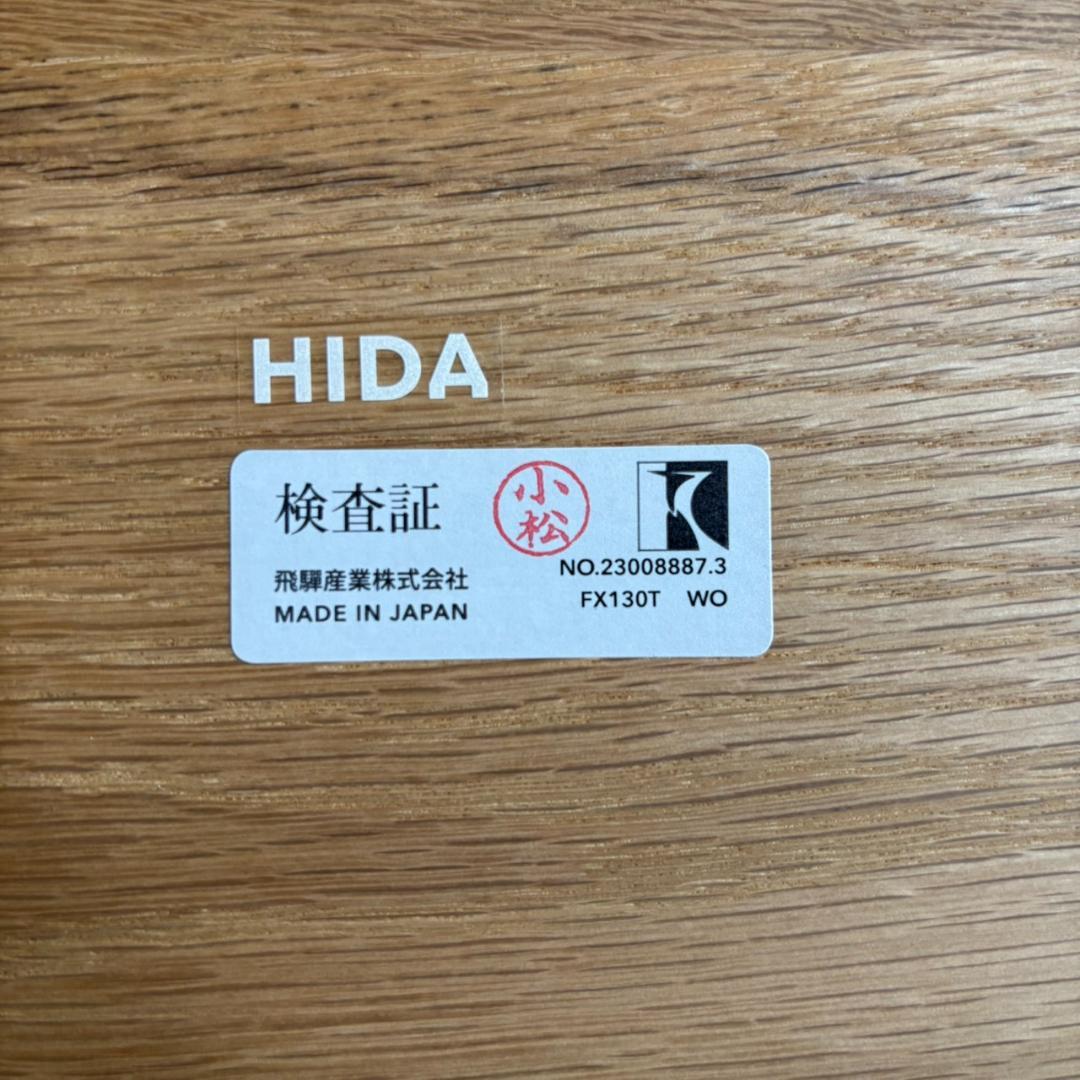 HIDA
検査証
小松
飛驒産業株式会社
MADE IN JAPAN
NO.23008887.3
FX130T WO